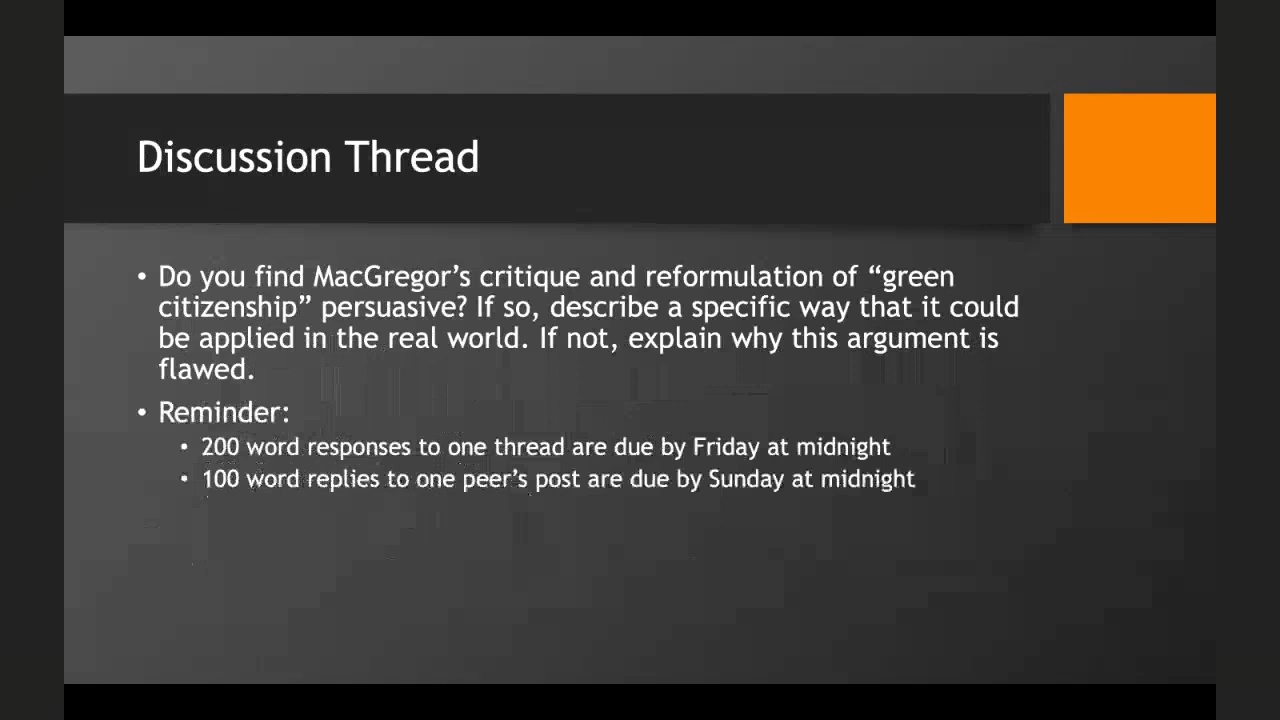 Discussion Thread
• Do you find MacGregor’s critique and reformulation of “green
citizenship” persuasive? If so, describe a specific way that it could
be applied in the real world. If not, explain why this argument is
flawed.
• Reminder:
• 200 word responses to one thread are due by Friday at midnight
• 100 word replies to one peer’s post are due by Sunday at midnight